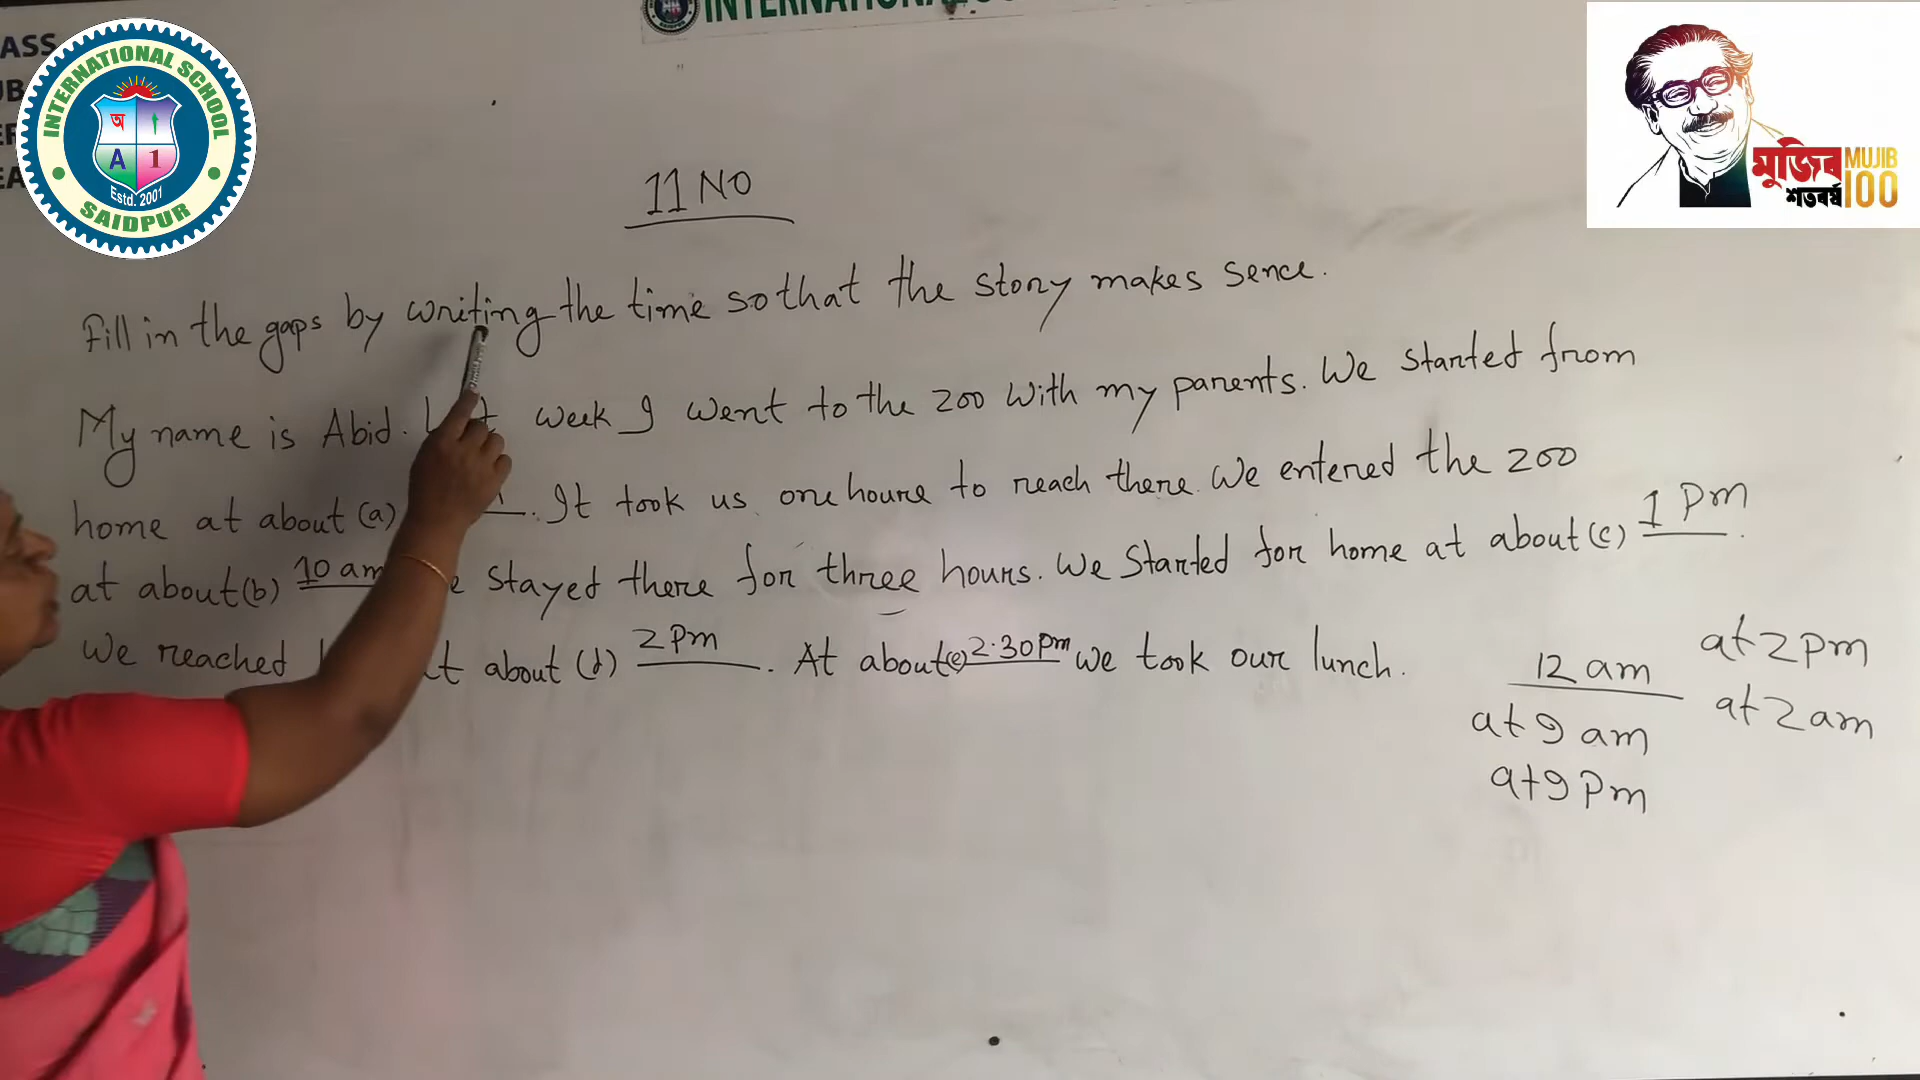 INTERNATIONAL SCHOOL
অ
A 1
Estd. 2001
SAIDPUR
মুজিব MUJIB
শতবর্ষ 100
11 NO
Fill in the gaps by writing the time so that the story makes sence.
My name is Abid. week I went to the zoo with my parents. We started from
home at about (a) . It took us one houre to reach there. We entered the zoo
at about (b) 10 am stayed there for three hours. We started for home at about (c) 1 pm.
We reached about (d) 2 pm. At about (e) 2.30 pm we took our lunch.
12 am
at 9 am
at 9 pm
at 2 pm
at 2 am